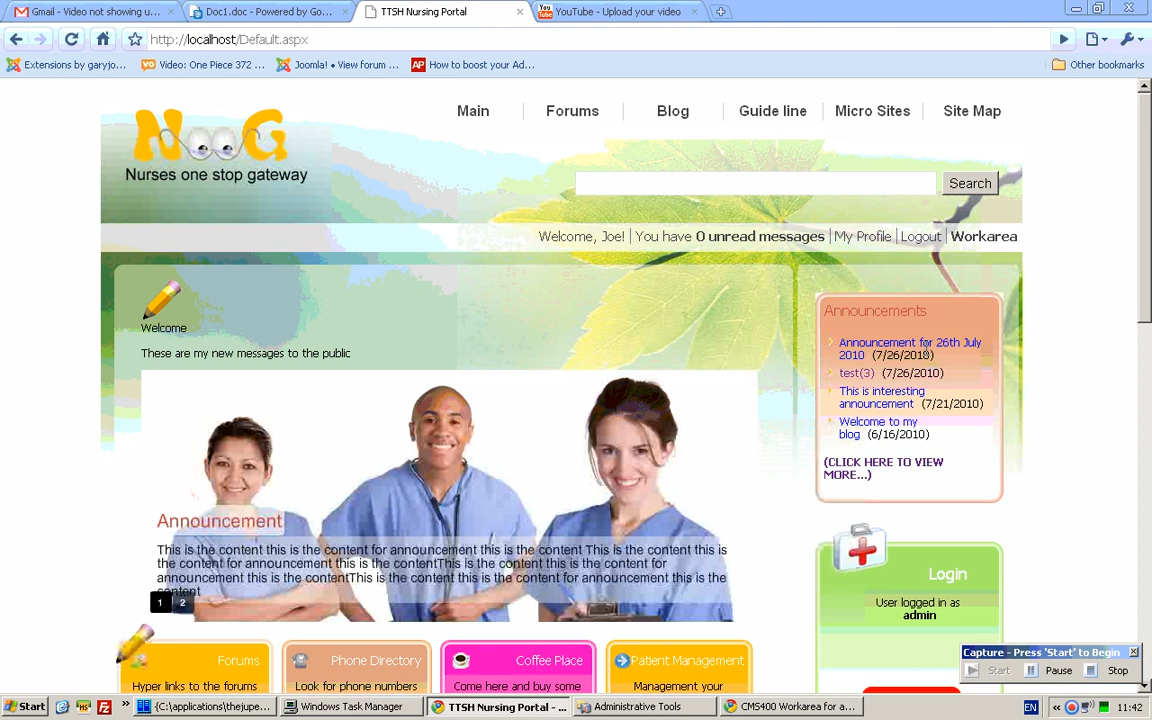 Gmail - Video not showing u...
Doc1.doc - Powered by Go...
TTSH Nursing Portal
YouTube - Upload your video
http://localhost/Default.aspx
Extensions by garyjo...
Video: One Piece 372 ...
Joomla! • View forum ...
How to boost your Ad...
Other bookmarks
Main
Forums
Blog
Guide line
Micro Sites
Site Map
NOOG
Nurses one stop gateway
Search
Welcome, Joe! | You have 0 unread messages | My Profile | Logout | Workarea
Welcome
These are my new messages to the public
Announcements
Announcement for 26th July
2010 (7/26/2010)
test(3) (7/26/2010)
This is interesting
announcement (7/21/2010)
Welcome to my
blog (6/16/2010)
(CLICK HERE TO VIEW
MORE...)
Announcement
This is the content this is the content for announcement this is the content This is the content this is
the content for announcement this is the contentThis is the content this is the content for
announcement this is the contentThis is the content this is the content for announcement this is the
content
1 2
Login
User logged in as
admin
Forums
Hyper links to the forums
Phone Directory
Look for phone numbers
Coffee Place
Come here and buy some
Patient Management
Management your
Capture - Press 'Start' to Begin
Start
Pause
Stop
Start
{C:\applications\thejupe...
Windows Task Manager
TTSH Nursing Portal - ...
Administrative Tools
CMS400 Workarea for a...
EN
11:42